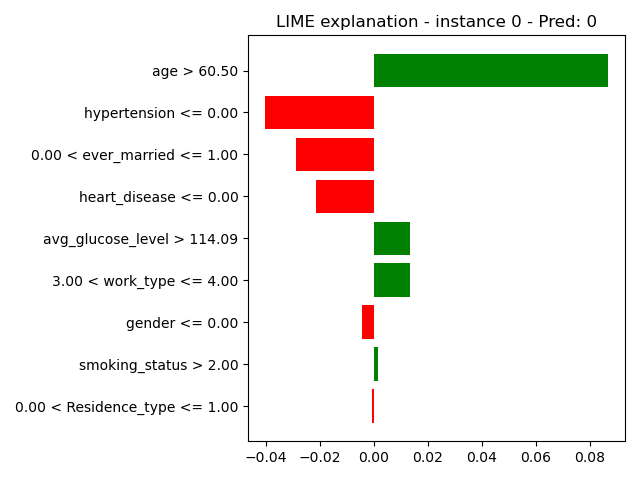 LIME explanation - instance 0 - Pred: 0
age > 60.50
hypertension <= 0.00
0.00 < ever_married <= 1.00
heart_disease <= 0.00
avg_glucose_level > 114.09
3.00 < work_type <= 4.00
gender <= 0.00
smoking_status > 2.00
0.00 < Residence_type <= 1.00
−0.04 −0.02 0.00 0.02 0.04 0.06 0.08